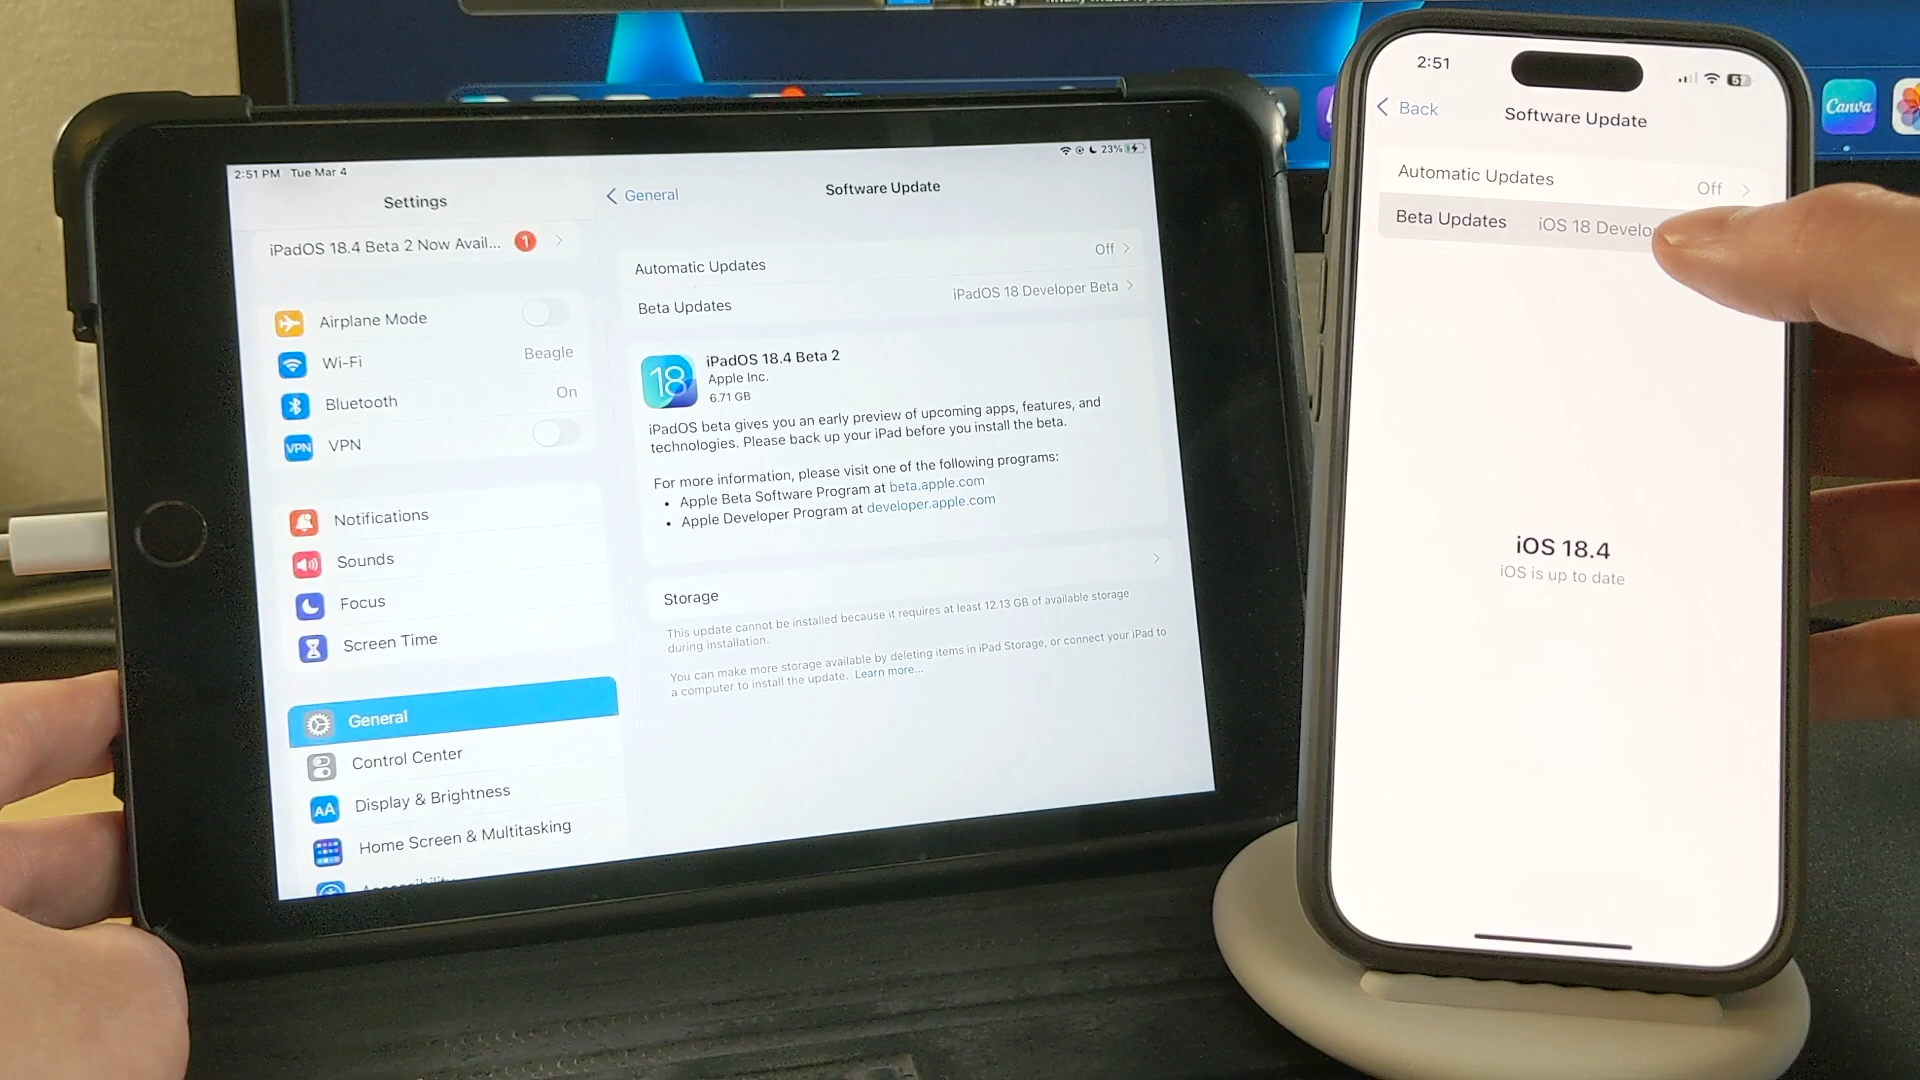 2:51 PM Tue Mar 4
23%
Settings
iPadOS 18.4 Beta 2 Now Avail... 1
Airplane Mode
Wi-Fi Beagle
Bluetooth On
VPN VPN
Notifications
Sounds
Focus
Screen Time
General
Control Center
AA Display & Brightness
Home Screen & Multitasking
General
Software Update
Automatic Updates Off
Beta Updates iPadOS 18 Developer Beta
18
iPadOS 18.4 Beta 2
Apple Inc.
6.71 GB
iPadOS beta gives you an early preview of upcoming apps, features, and
technologies. Please back up your iPad before you install the beta.
For more information, please visit one of the following programs:
• Apple Beta Software Program at beta.apple.com
• Apple Developer Program at developer.apple.com
Storage
This update cannot be installed because it requires at least 12.13 GB of available storage
during installation.
You can make more storage available by deleting items in iPad Storage, or connect your iPad to
a computer to install the update. Learn more...
2:51
57
Back
Software Update
Automatic Updates Off
Beta Updates iOS 18 Develo
iOS 18.4
iOS is up to date
Canva